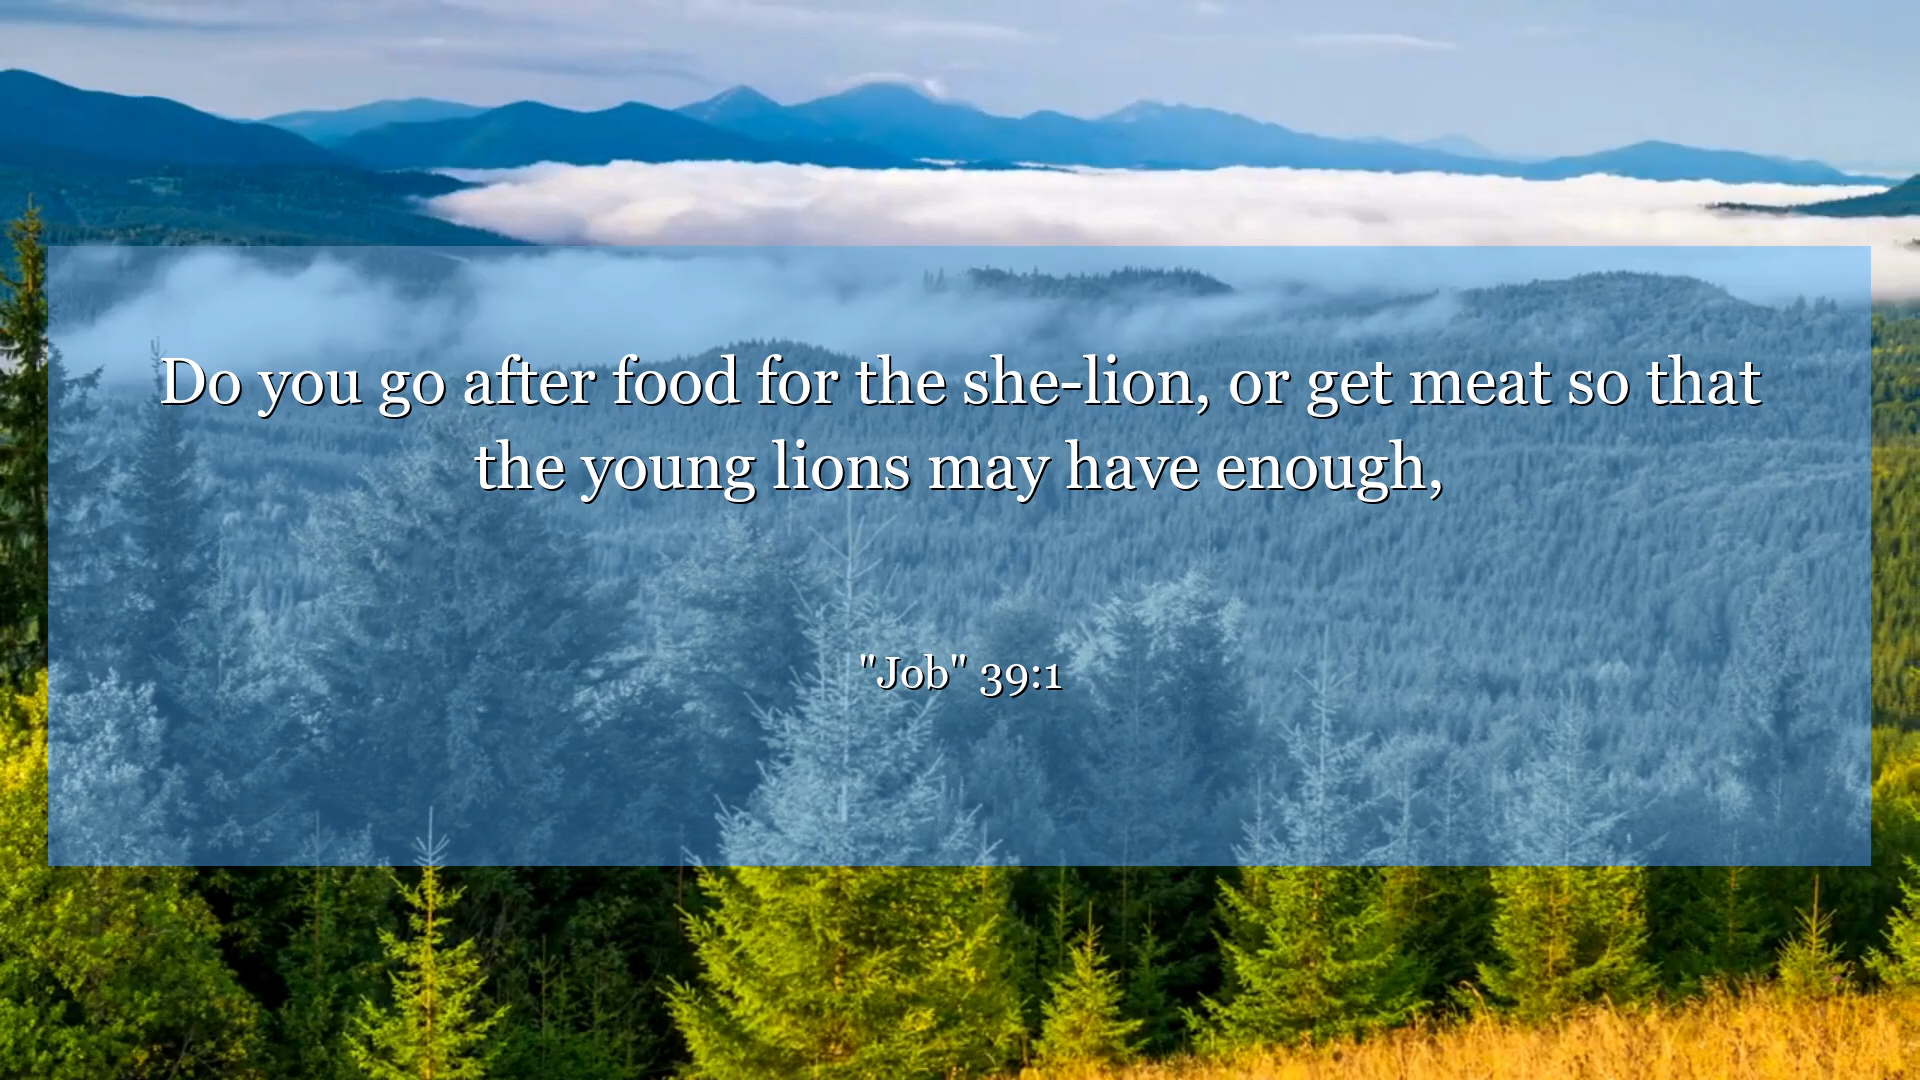 Do you go after food for the she-lion, or get meat so that
the young lions may have enough,
"Job" 39:1